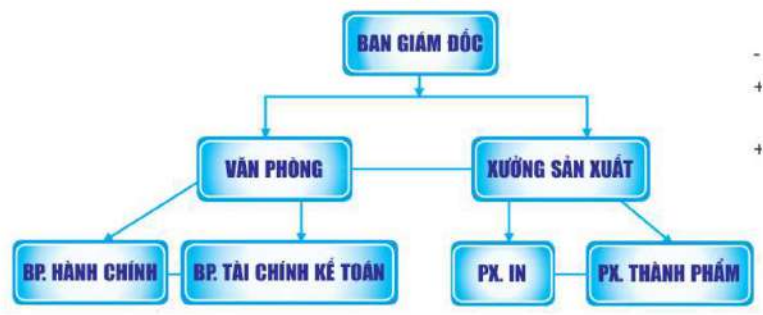 BAN GIÁM ĐỐC
-
+
VĂN PHÒNG
XƯỞNG SẢN XUẤT
+
BP. HÀNH CHÍNH
BP. TÀI CHÍNH KẾ TOÁN
PX. IN
PX. THÀNH PHẨM